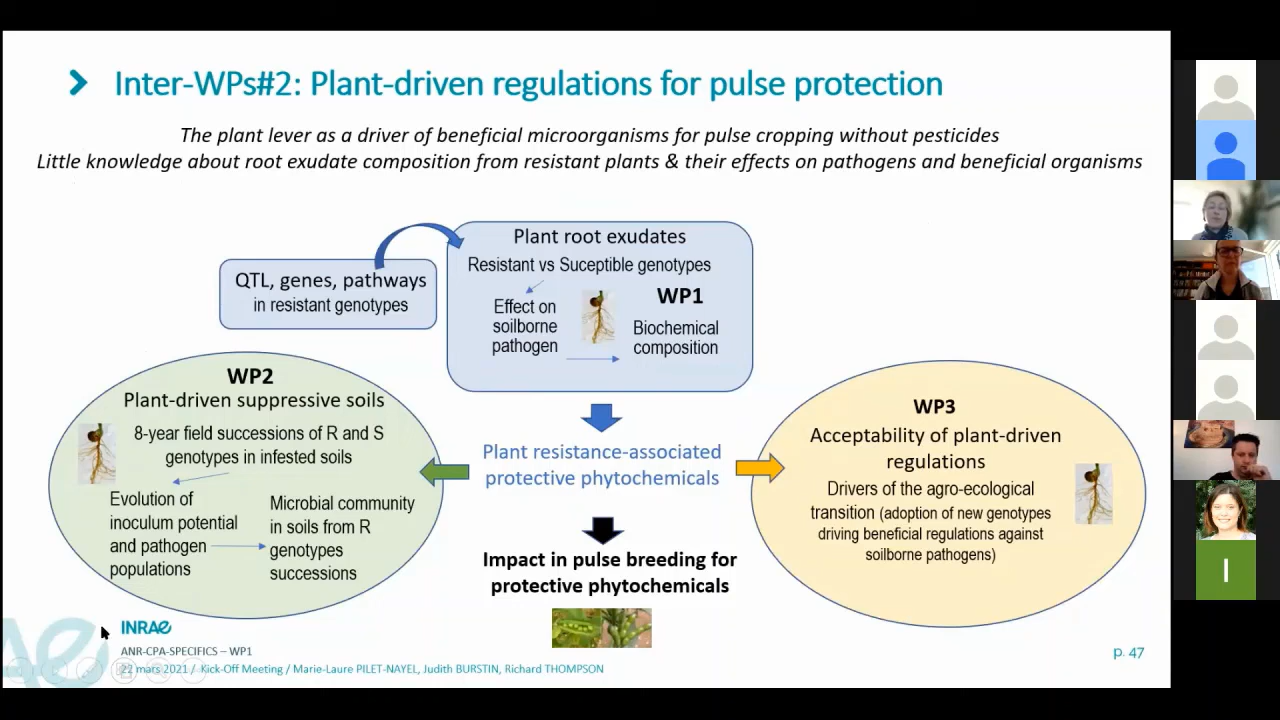 Inter-WPs#2: Plant-driven regulations for pulse protection
The plant lever as a driver of beneficial microorganisms for pulse cropping without pesticides
Little knowledge about root exudate composition from resistant plants & their effects on pathogens and beneficial organisms
QTL, genes, pathways
in resistant genotypes
Plant root exudates
Resistant vs Suceptible genotypes
WP1
Effect on
soilborne
pathogen
Biochemical
composition
WP2
Plant-driven suppressive soils
8-year field successions of R and S
genotypes in infested soils
Evolution of
inoculum potential
and pathogen
populations
Microbial community
in soils from R
genotypes
successions
Plant resistance-associated
protective phytochemicals
Impact in pulse breeding for
protective phytochemicals
WP3
Acceptability of plant-driven
regulations
Drivers of the agro-ecological
transition (adoption of new genotypes
driving beneficial regulations against
soilborne pathogens)
INRAE
ANR-CPA-SPECIFICS – WP1
22 mars 2021 / Kick-Off Meeting / Marie-Laure PILET-NAYEL, Judith BURSTIN, Richard THOMPSON
p. 47
I